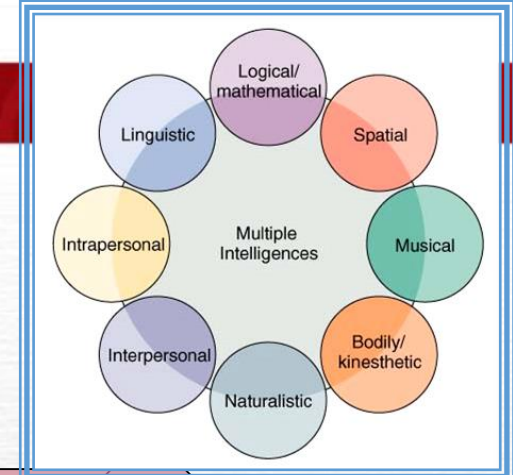 Logical/
mathematical
Linguistic
Spatial
Intrapersonal
Multiple
Intelligences
Musical
Interpersonal
Bodily/
kinesthetic
Naturalistic